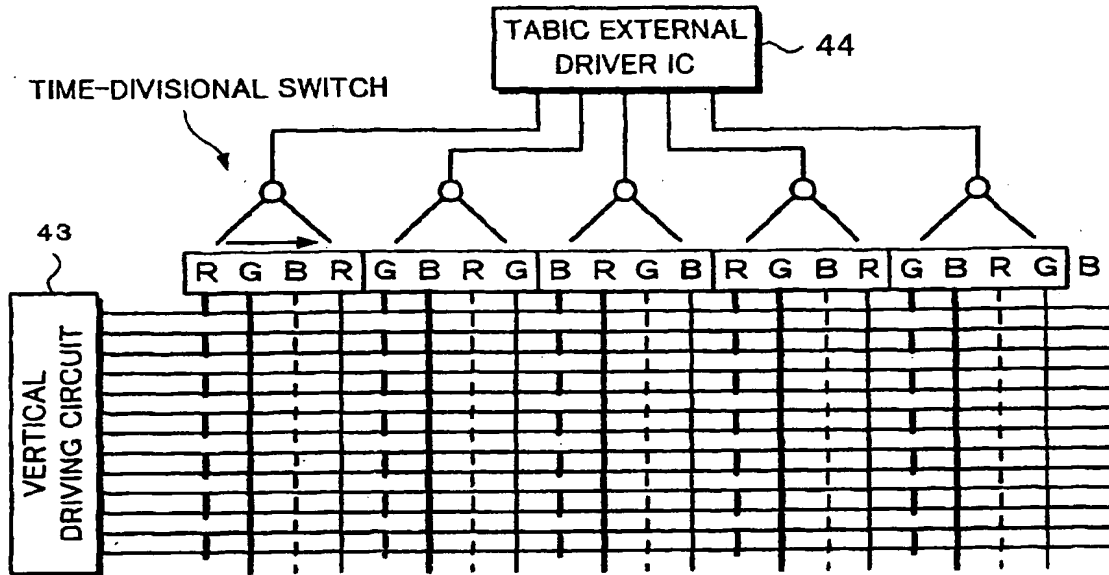 TABIC EXTERNAL
DRIVER IC
44
TIME-DIVISIONAL SWITCH
43
R G B R G B R G B R G B R G B R G B R G B
VERTICAL
DRIVING CIRCUIT